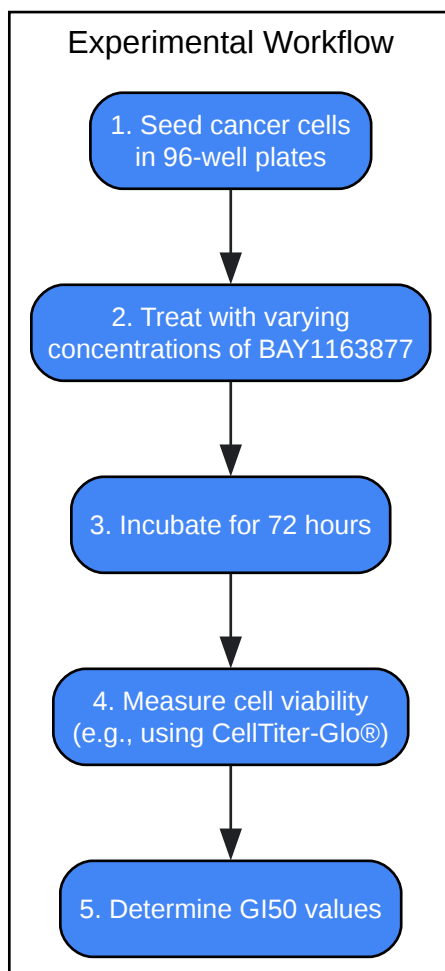 Experimental Workflow
1. Seed cancer cells
in 96-well plates
2. Treat with varying
concentrations of BAY1163877
3. Incubate for 72 hours
4. Measure cell viability
(e.g., using CellTiter-Glo®)
5. Determine GI50 values